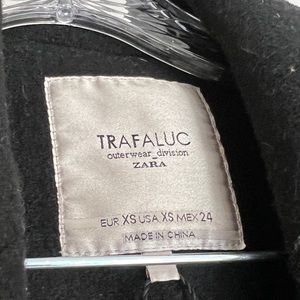 TRAFALUC
outerwear_division
ZARA
EUR XS USA XS MEX 24
MADE IN CHINA